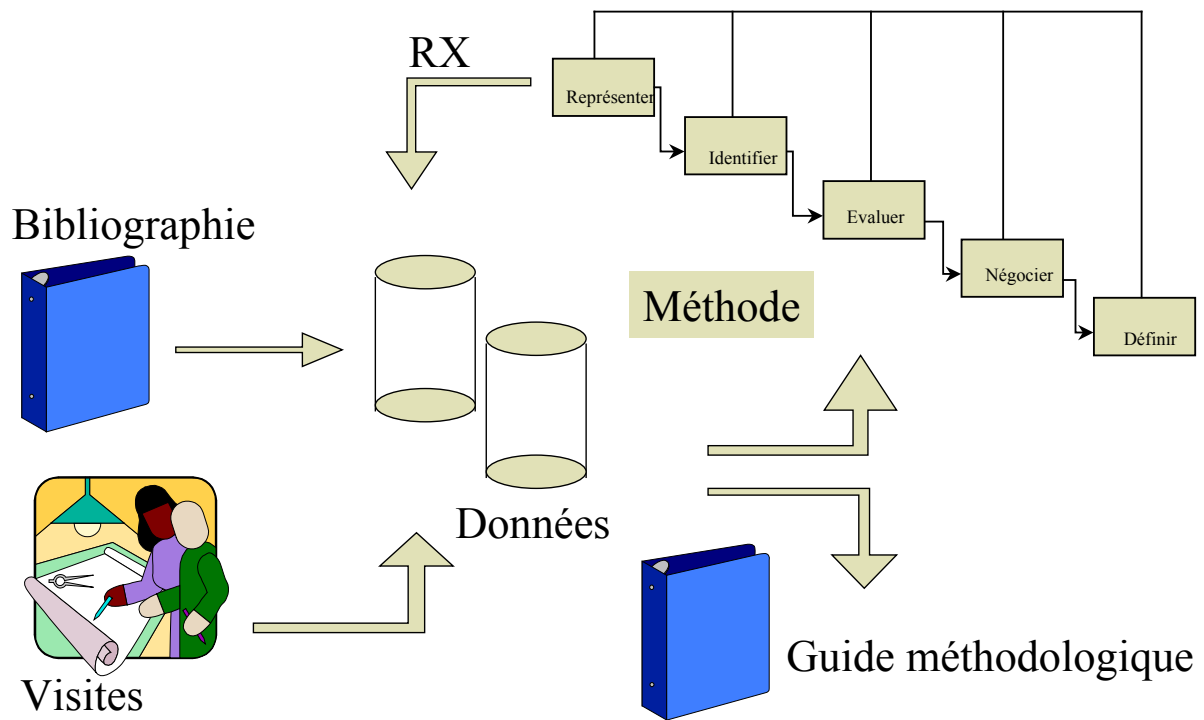 RX
Représenter
Identifier
Evaluer
Négocier
Définir
Bibliographie
Méthode
Données
Visites
Guide méthodologique